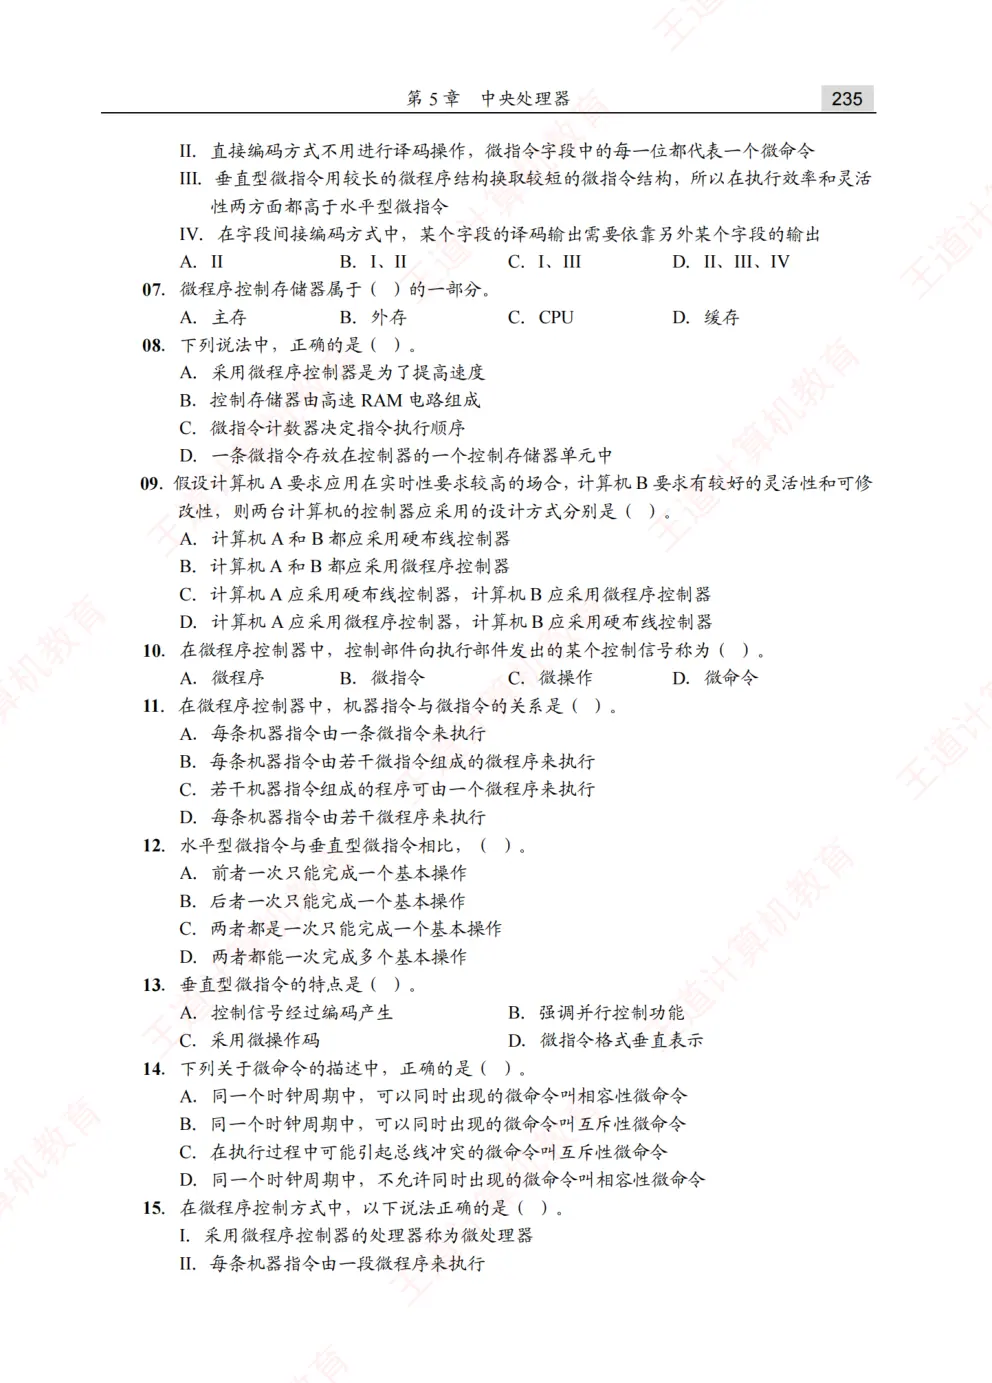 第 5 章 中央处理器 235
II. 直接编码方式不用进行译码操作，微指令字段中的每一位都代表一个微命令
III. 垂直型微指令用较长的微程序结构换取较短的微指令结构，所以在执行效率和灵活
性两方面都高于水平型微指令
IV. 在字段间接编码方式中，某个字段的译码输出需要依靠另外某个字段的输出
A. II B. I、II C. I、III D. II、III、IV
07. 微程序控制存储器属于（ ）的一部分。
A. 主存 B. 外存 C. CPU D. 缓存
08. 下列说法中，正确的是（ ）。
A. 采用微程序控制器是为了提高速度
B. 控制存储器由高速 RAM 电路组成
C. 微指令计数器决定指令执行顺序
D. 一条微指令存放在控制器的一个控制存储器单元中
09. 假设计算机 A 要求应用在实时性要求较高的场合，计算机 B 要求有较好的灵活性和可修
改性，则两台计算机的控制器应采用的设计方式分别是（ ）。
A. 计算机 A 和 B 都应采用硬布线控制器
B. 计算机 A 和 B 都应采用微程序控制器
C. 计算机 A 应采用硬布线控制器，计算机 B 应采用微程序控制器
D. 计算机 A 应采用微程序控制器，计算机 B 应采用硬布线控制器
10. 在微程序控制器中，控制部件向执行部件发出的某个控制信号称为（ ）。
A. 微程序 B. 微指令 C. 微操作 D. 微命令
11. 在微程序控制器中，机器指令与微指令的关系是（ ）。
A. 每条机器指令由一条微指令来执行
B. 每条机器指令由若干微指令组成的微程序来执行
C. 若干机器指令组成的程序可由一个微程序来执行
D. 每条机器指令由若干微程序来执行
12. 水平型微指令与垂直型微指令相比，（ ）。
A. 前者一次只能完成一个基本操作
B. 后者一次只能完成一个基本操作
C. 两者都是一次只能完成一个基本操作
D. 两者都能一次完成多个基本操作
13. 垂直型微指令的特点是（ ）。
A. 控制信号经过编码产生 B. 强调并行控制功能
C. 采用微操作码 D. 微指令格式垂直表示
14. 下列关于微命令的描述中，正确的是（ ）。
A. 同一个时钟周期中，可以同时出现的微命令叫相容性微命令
B. 同一个时钟周期中，可以同时出现的微命令叫互斥性微命令
C. 在执行过程中可能引起总线冲突的微命令叫互斥性微命令
D. 同一个时钟周期中，不允许同时出现的微命令叫相容性微命令
15. 在微程序控制方式中，以下说法正确的是（ ）。
I. 采用微程序控制器的处理器称为微处理器
II. 每条机器指令由一段微程序来执行
王道计算机教育